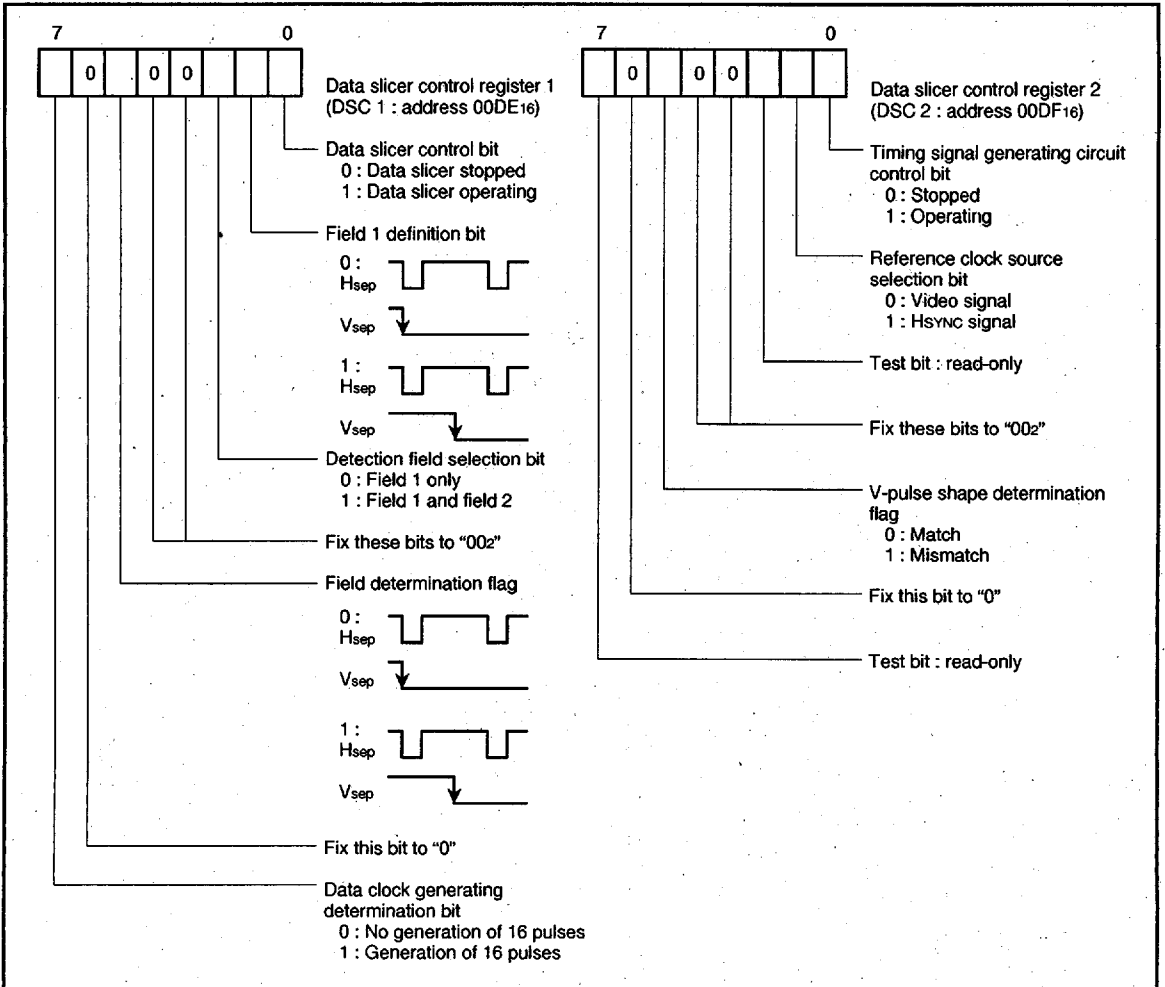 7 0
0 0 0
Data slicer control register 1
(DSC 1 : address 00DE16)
Data slicer control bit
0 : Data slicer stopped
1 : Data slicer operating
Field 1 definition bit
0 :
Hsep
Vsep
1 :
Hsep
Vsep
Detection field selection bit
0 : Field 1 only
1 : Field 1 and field 2
Fix these bits to “002”
Field determination flag
0 :
Hsep
Vsep
1 :
Hsep
Vsep
Fix this bit to “0”
Data clock generating
determination bit
0 : No generation of 16 pulses
1 : Generation of 16 pulses
7 0
0 0 0
Data slicer control register 2
(DSC 2 : address 00DF16)
Timing signal generating circuit
control bit
0 : Stopped
1 : Operating
Reference clock source
selection bit
0 : Video signal
1 : HSYNC signal
Test bit : read-only
Fix these bits to “002”
V-pulse shape determination
flag
0 : Match
1 : Mismatch
Fix this bit to “0”
Test bit : read-only